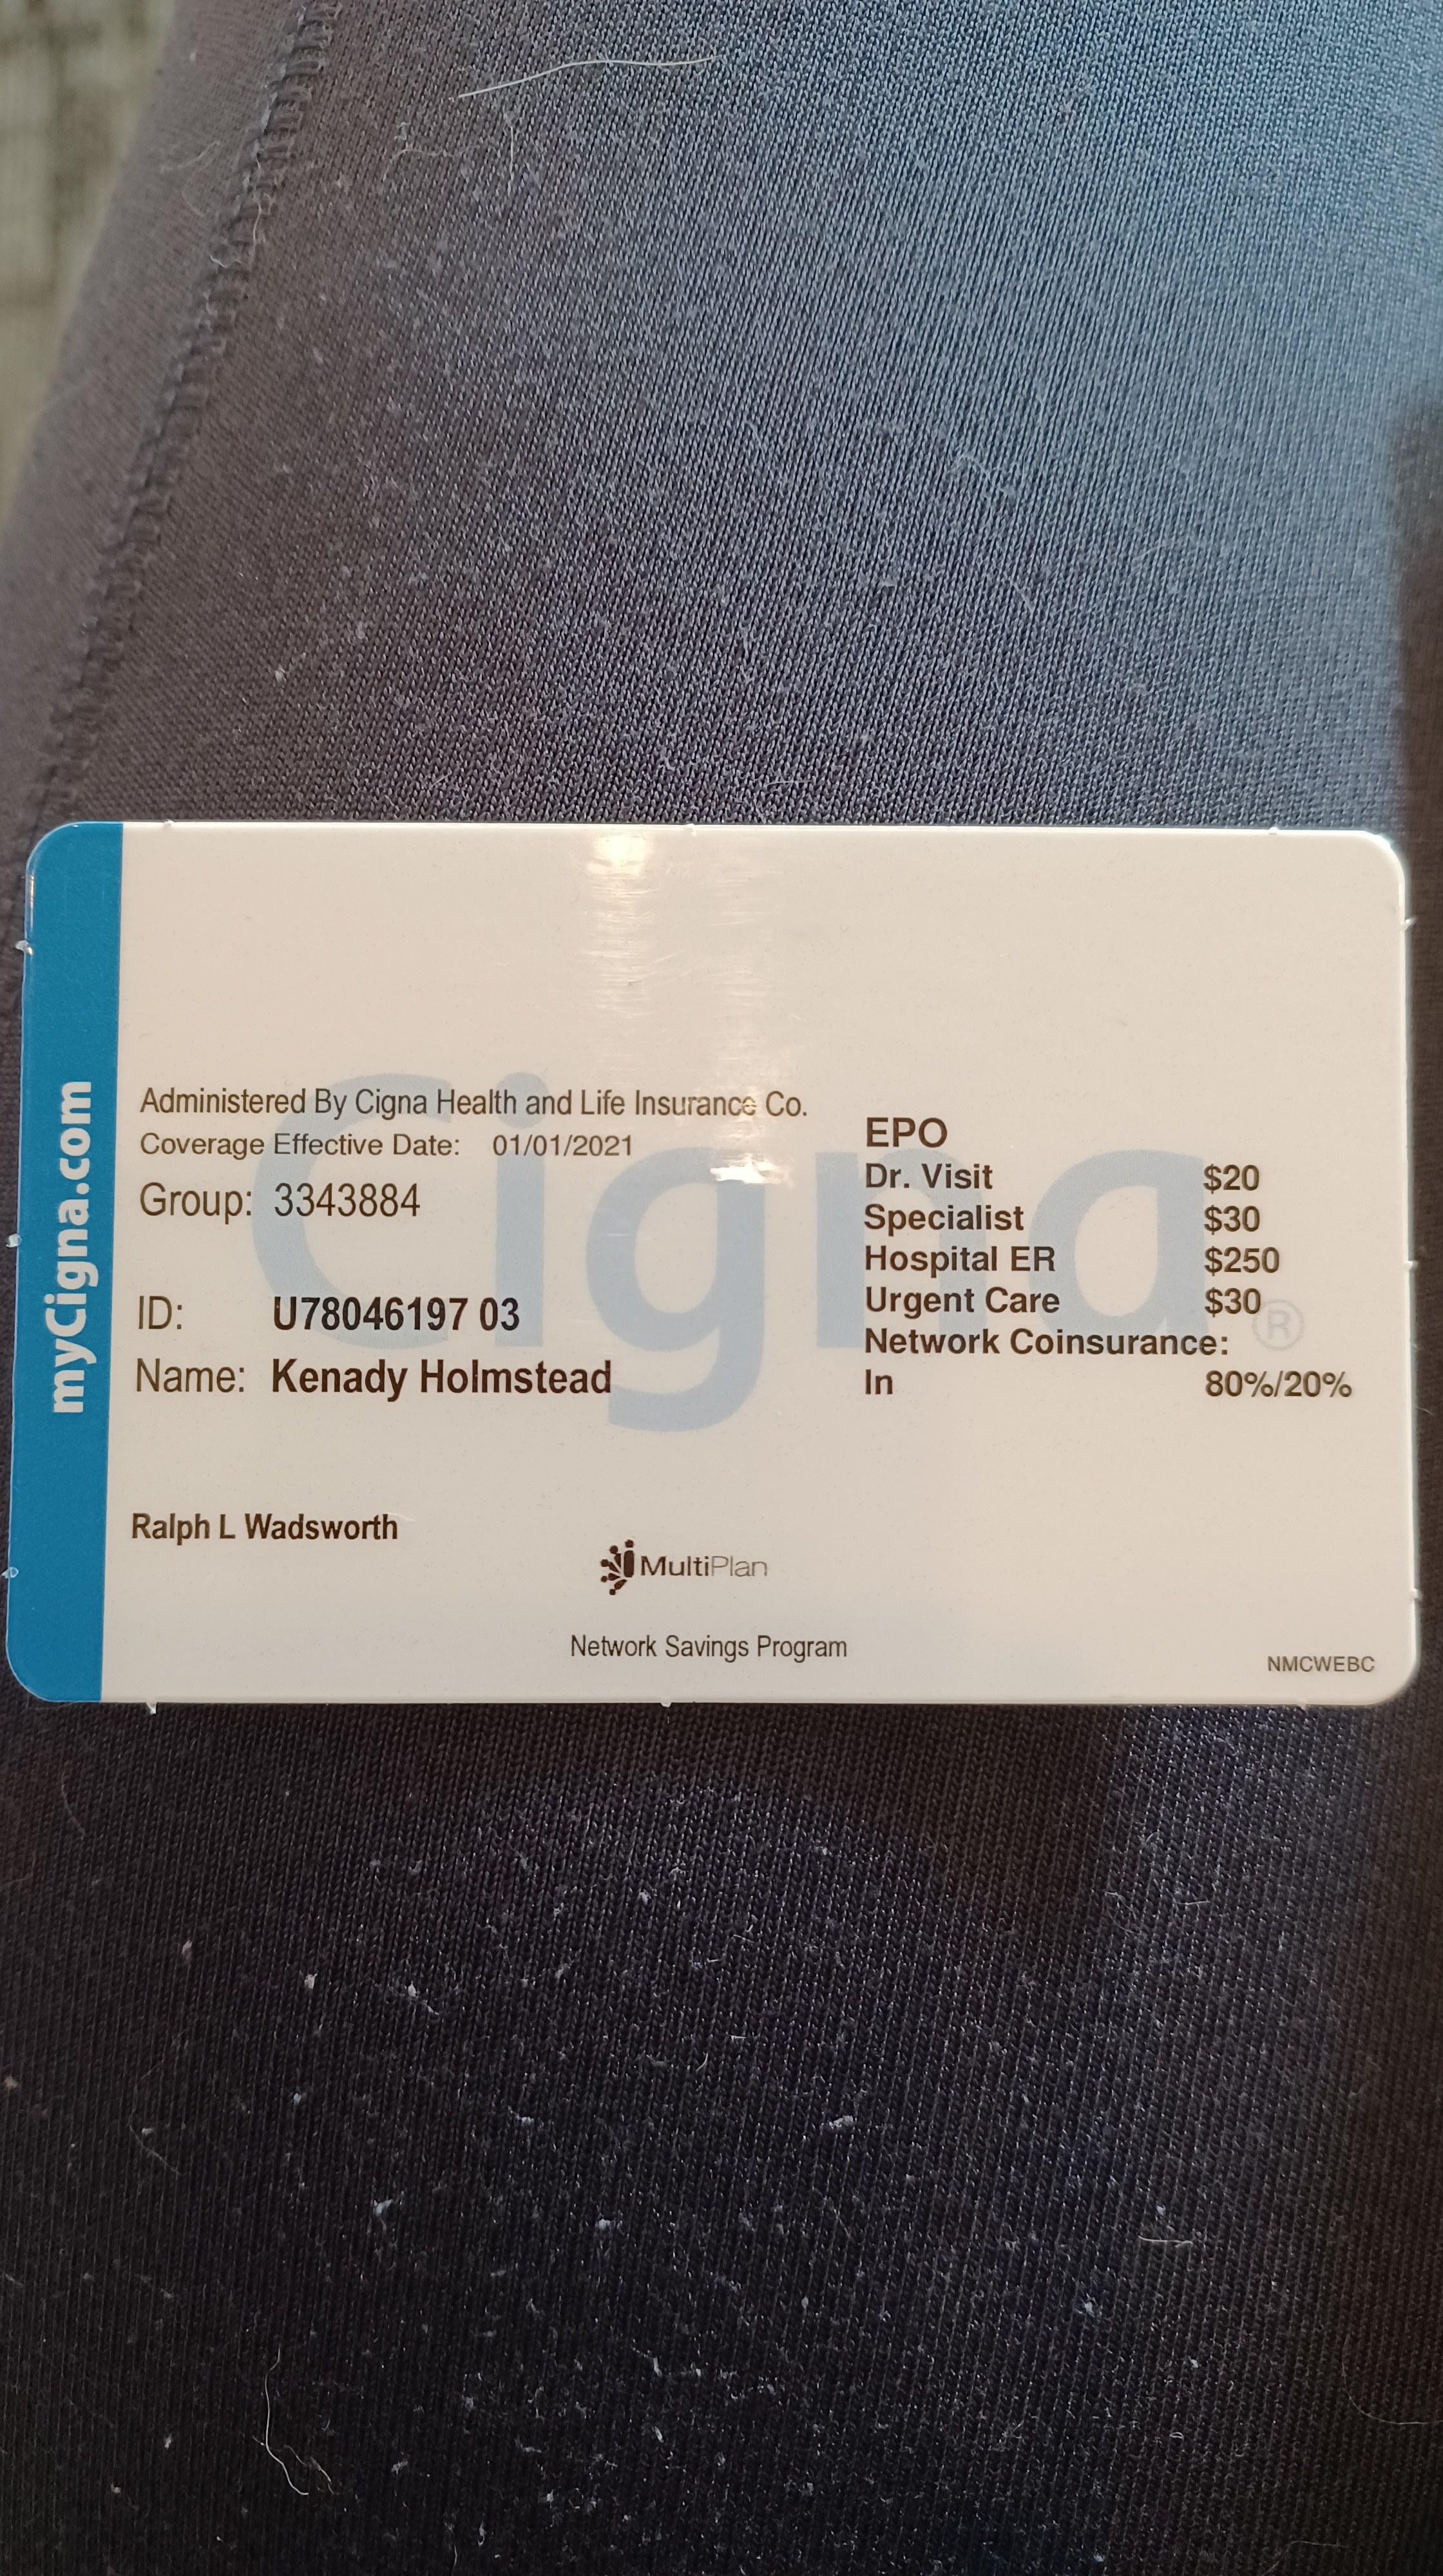 myCigna.com
Cigna®
Administered By Cigna Health and Life Insurance Co.
Coverage Effective Date: 01/01/2021
Group: 3343884
ID: U78046197 03
Name: Kenady Holmstead
Ralph L Wadsworth
EPO
Dr. Visit $20
Specialist $30
Hospital ER $250
Urgent Care $30
Network Coinsurance:
In 80%/20%
MultiPlan
Network Savings Program
NMCWEBC